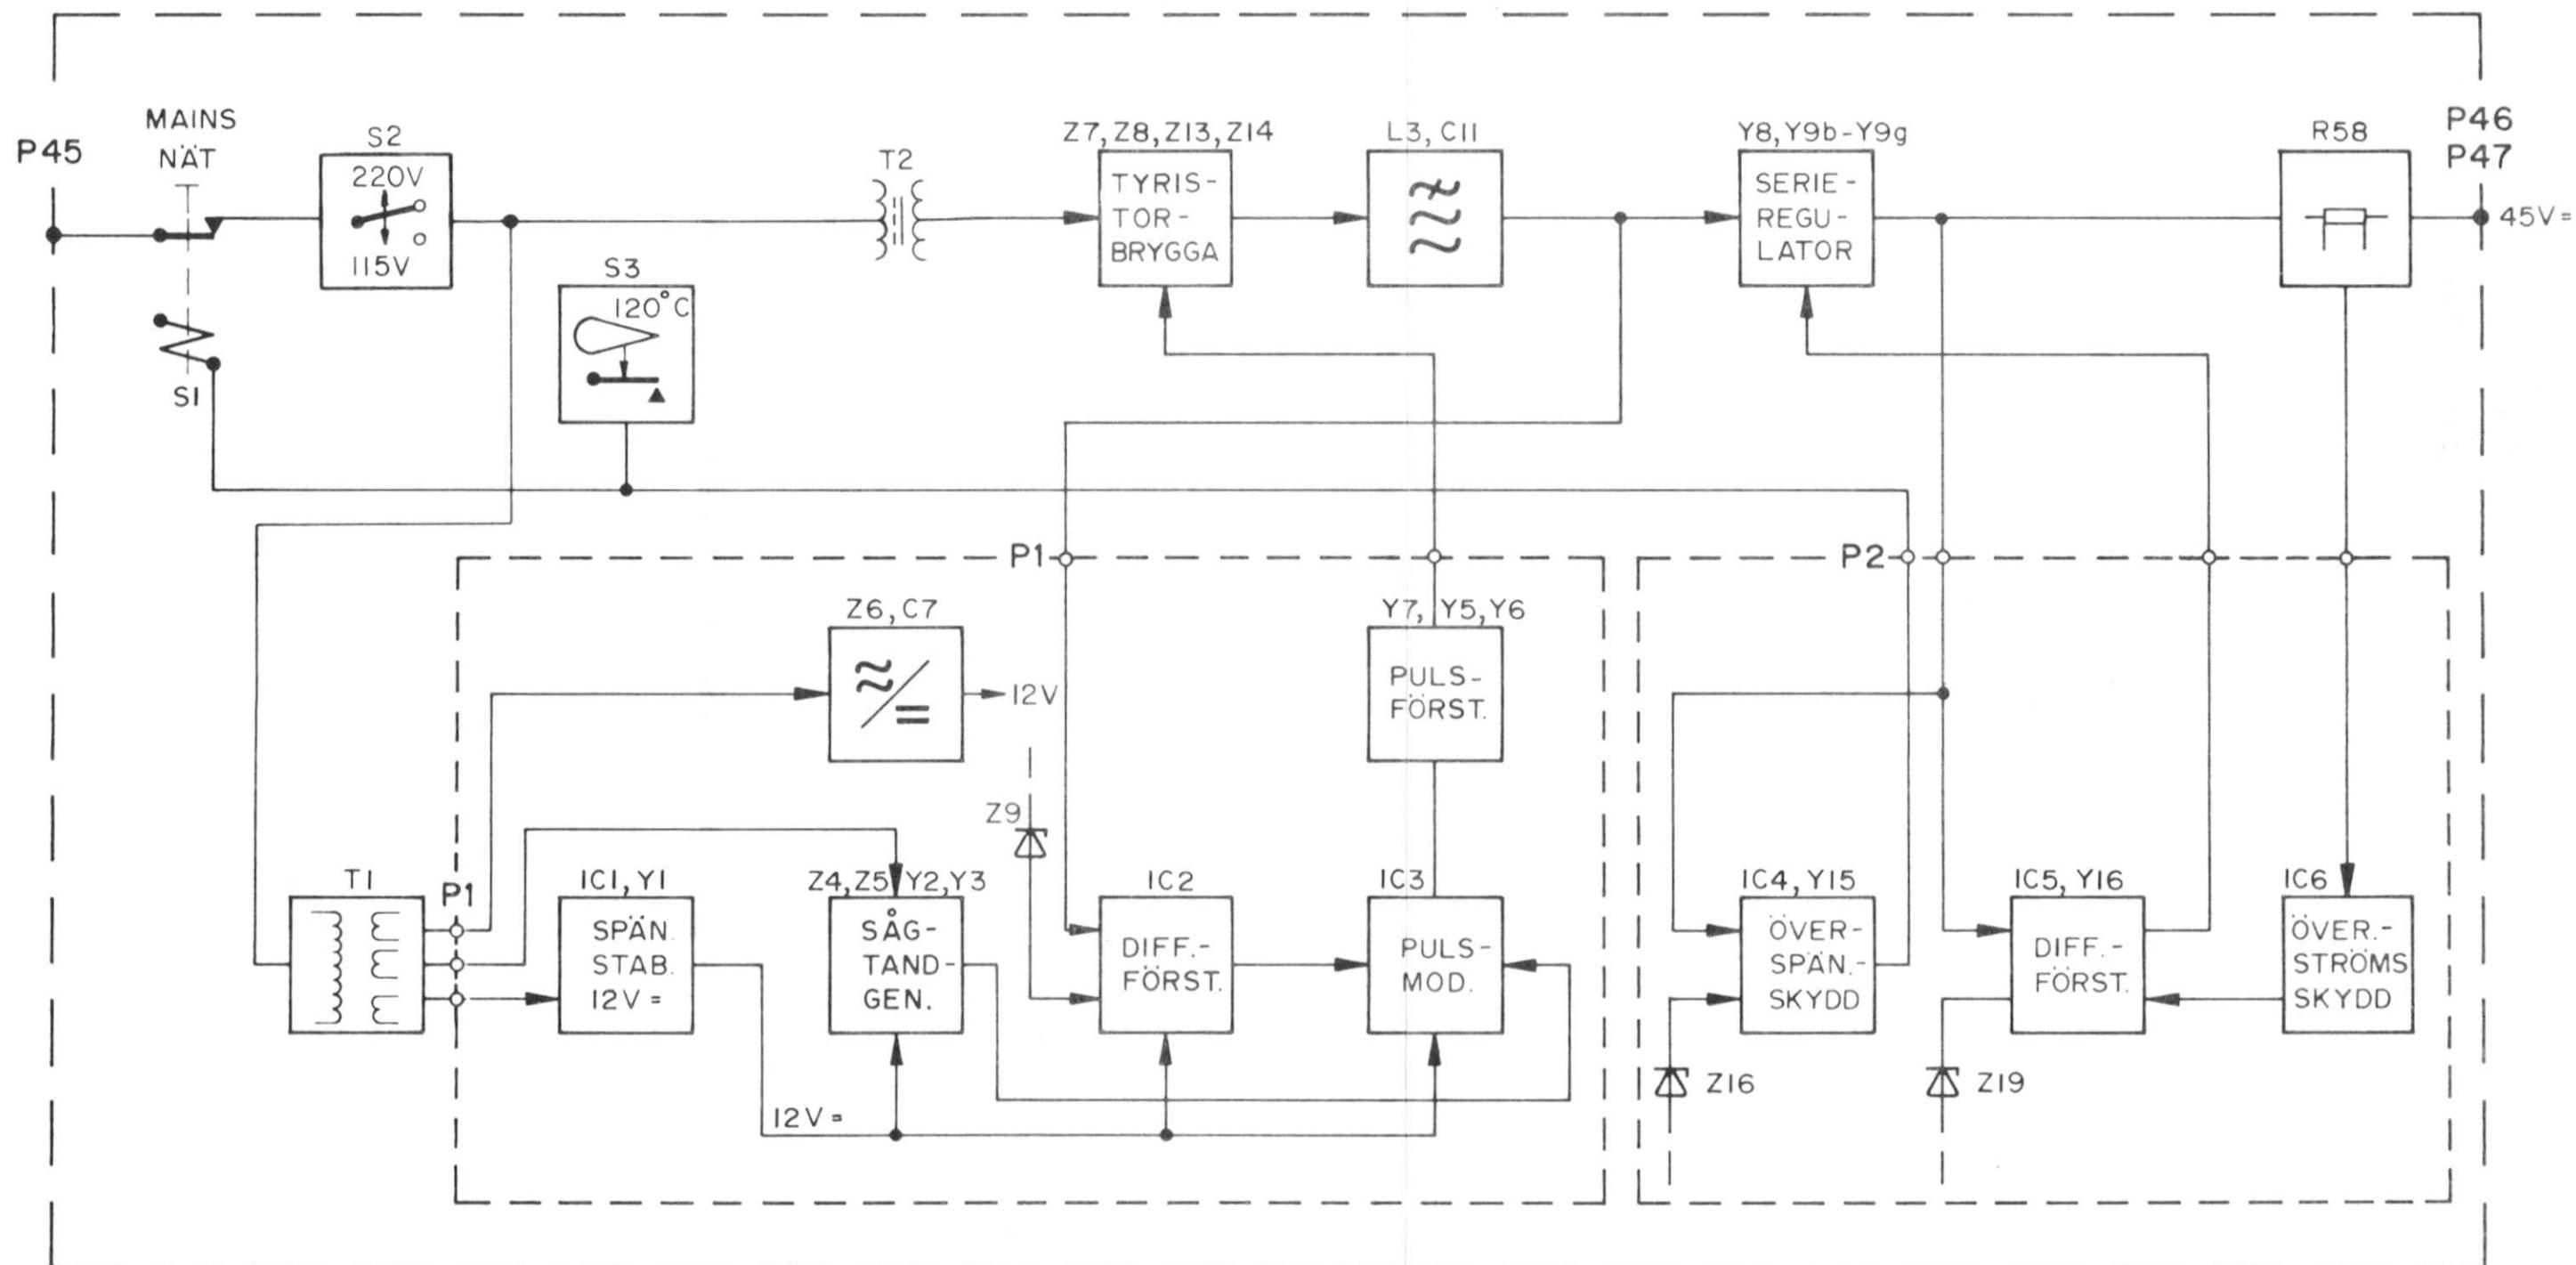 MAINS
NÄT
P45
S2
220V
115V
S3
120°C
S1
T2
Z7, Z8, Z13, Z14
TYRIS-
TOR-
BRYGGA
L3, C11
Y8, Y9b-Y9g
SERIE-
REGU-
LATOR
R58
P46
P47
45V=
P1
P2
Z6, C7
12V
Y7, Y5, Y6
PULS-
FÖRST.
Z9
T1
P1
IC1, Y1
SPÄN.
STAB.
12V=
Z4, Z5 Y2, Y3
SÅG-
TAND-
GEN.
IC2
DIFF.-
FÖRST.
IC3
PULS-
MOD.
IC4, Y15
ÖVER-
SPÄN.-
SKYDD
IC5, Y16
DIFF.-
FÖRST.
IC6
ÖVER.-
STRÖMS
SKYDD
Z16
Z19
12V=